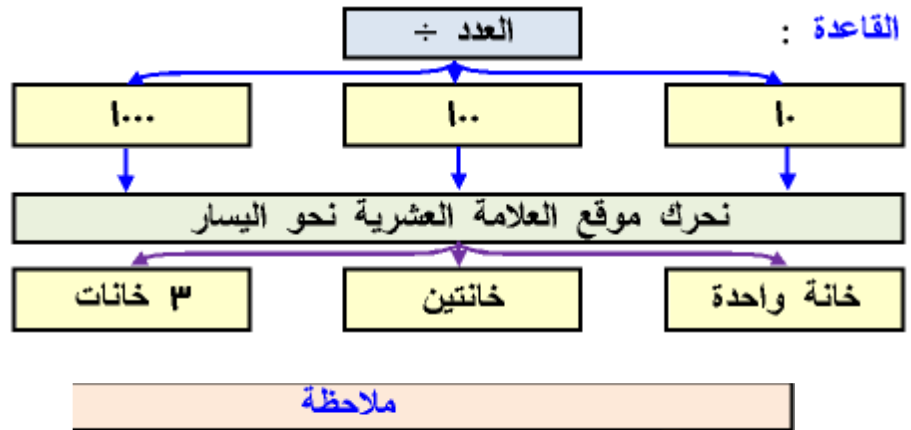 القاعدة :
العدد ÷
١٠ ١٠٠ ١٠٠٠
نحرك موقع العلامة العشرية نحو اليسار
خانة واحدة خانتين ٣ خانات
ملاحظة